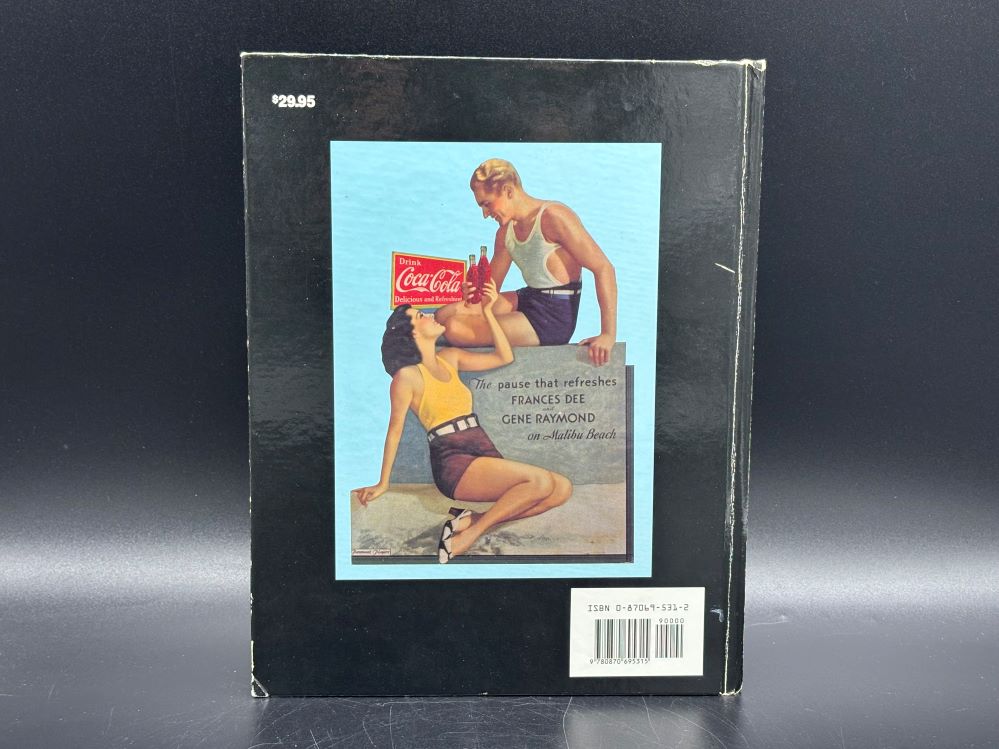 $29.95
Drink
Coca-Cola
Delicious and Refreshing
The pause that refreshes
FRANCES DEE
and
GENE RAYMOND
on Malibu Beach
ISBN 0-87069-531-2
90000
9 780870 695315